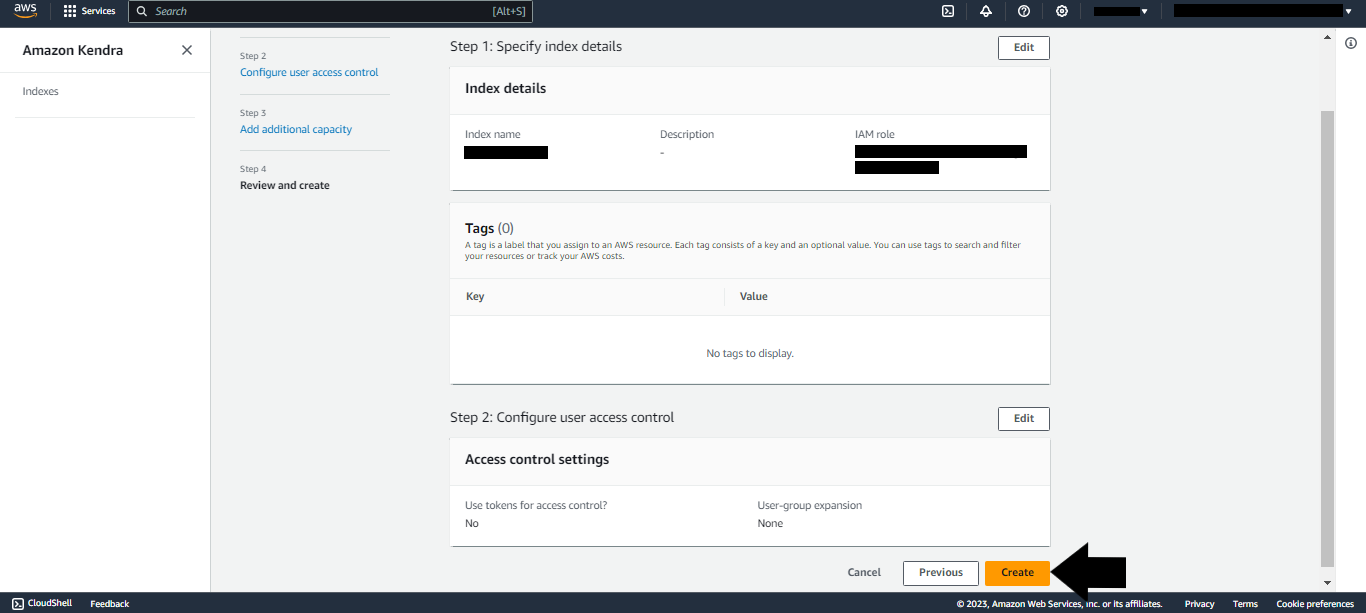 aws
Services
Search [Alt+S]
Amazon Kendra
Indexes
Step 2
Configure user access control
Step 3
Add additional capacity
Step 4
Review and create
Step 1: Specify index details
Edit
Index details
Index name Description IAM role
-
Tags (0)
A tag is a label that you assign to an AWS resource. Each tag consists of a key and an optional value. You can use tags to search and filter
your resources or track your AWS costs.
Key Value
No tags to display.
Step 2: Configure user access control
Edit
Access control settings
Use tokens for access control? User-group expansion
No None
Cancel Previous Create
CloudShell Feedback © 2023, Amazon Web Services, Inc. or its affiliates. Privacy Terms Cookie preferences